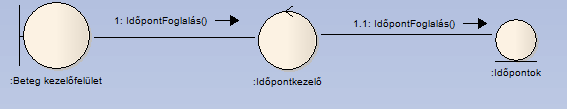 1: IdőpontFoglalás()
1.1: IdőpontFoglalás()
:Beteg kezelőfelület
:Időpontkezelő
:Időpontok